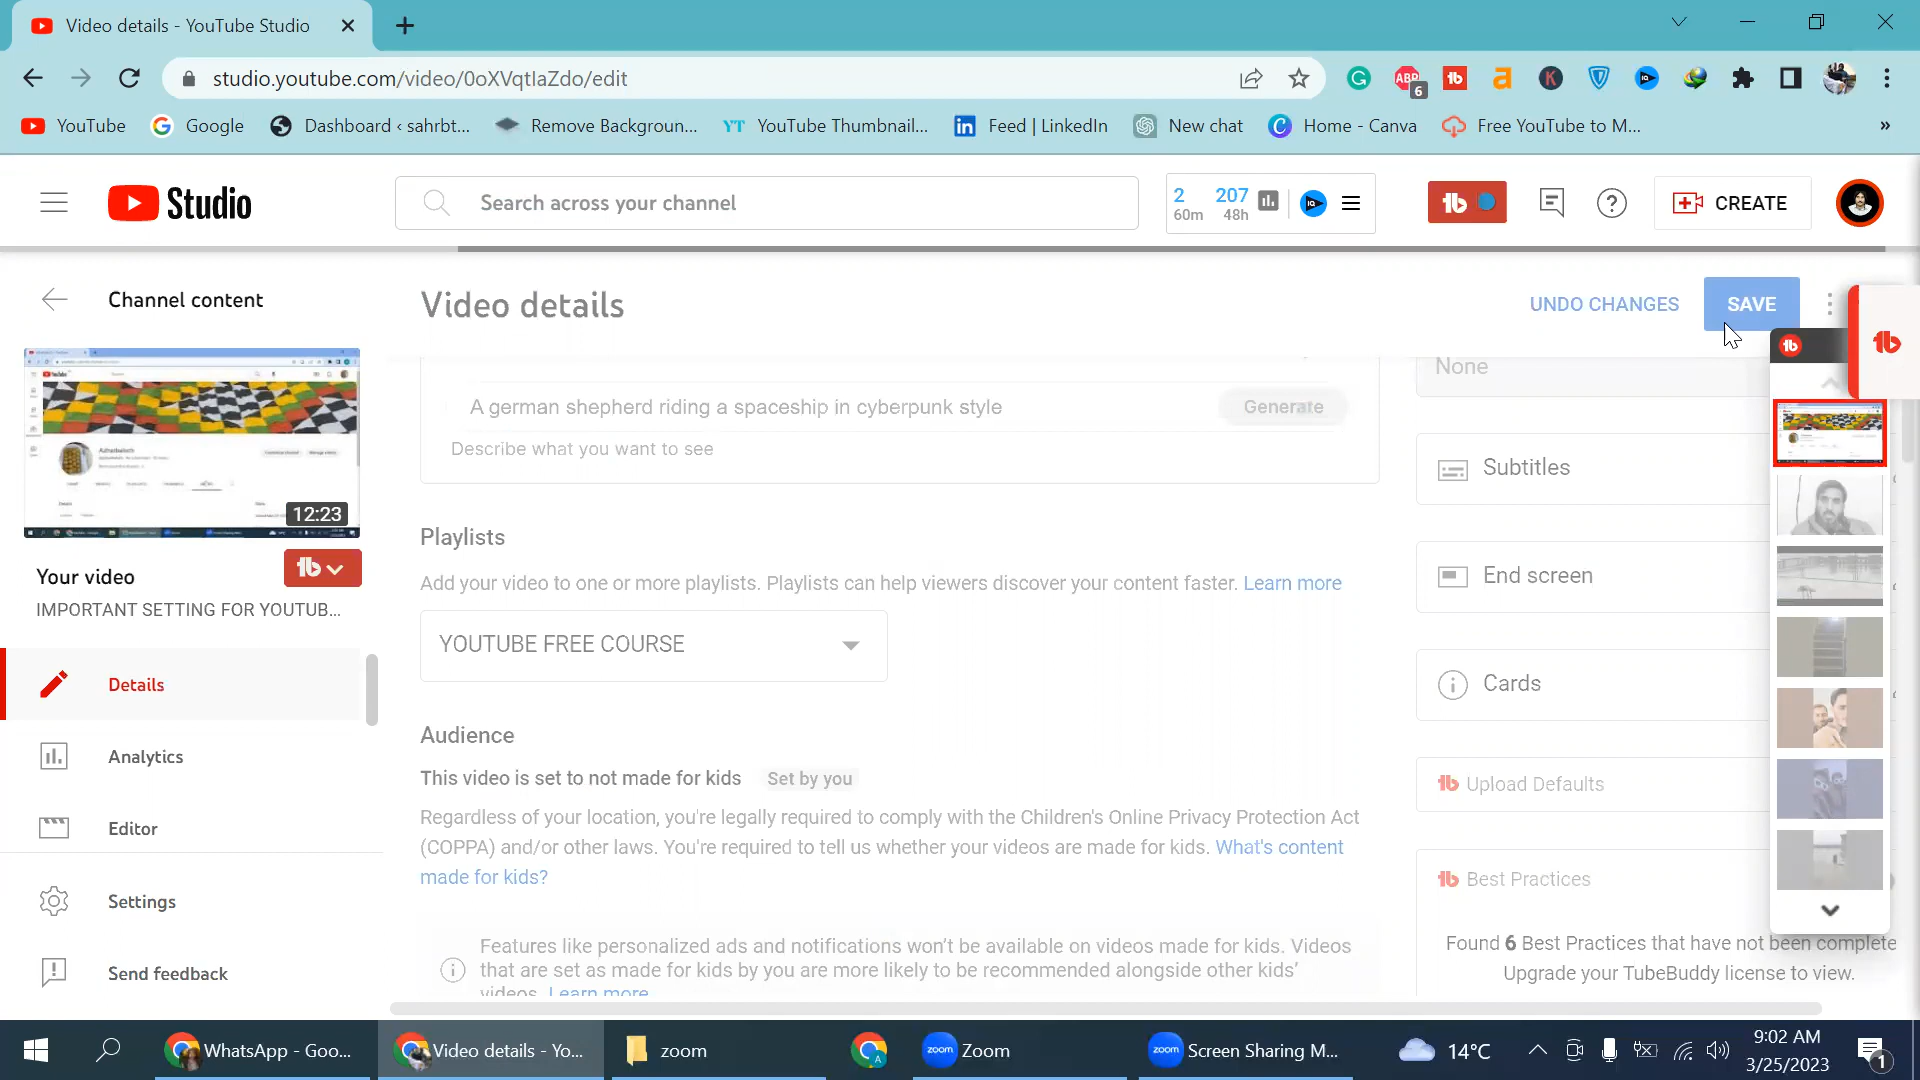 Video details - YouTube Studio
studio.youtube.com/video/0oXVqtIaZdo/edit
ABP
6
YouTube
Google
Dashboard ‹ sahrbt...
Remove Backgroun...
YouTube Thumbnail...
Feed | LinkedIn
New chat
Home - Canva
Free YouTube to M...
»
Studio
Search across your channel
2
60m
207
48h
CREATE
Channel content
Video details
UNDO CHANGES
SAVE
12:23
Your video
IMPORTANT SETTING FOR YOUTUB...
Details
Analytics
Editor
Settings
Send feedback
A german shepherd riding a spaceship in cyberpunk style
Generate
Describe what you want to see
Playlists
Add your video to one or more playlists. Playlists can help viewers discover your content faster. Learn more
YOUTUBE FREE COURSE
Audience
This video is set to not made for kids
Set by you
Regardless of your location, you're legally required to comply with the Children's Online Privacy Protection Act
(COPPA) and/or other laws. You're required to tell us whether your videos are made for kids. What's content
made for kids?
Features like personalized ads and notifications won't be available on videos made for kids. Videos
that are set as made for kids by you are more likely to be recommended alongside other kids'
videos. Learn more
None
Subtitles
End screen
Cards
Upload Defaults
Best Practices
Found 6 Best Practices that have not been complete
Upgrade your TubeBuddy license to view.
WhatsApp - Goo...
Video details - Yo...
zoom
Zoom
Screen Sharing M...
14°C
9:02 AM
3/25/2023
1